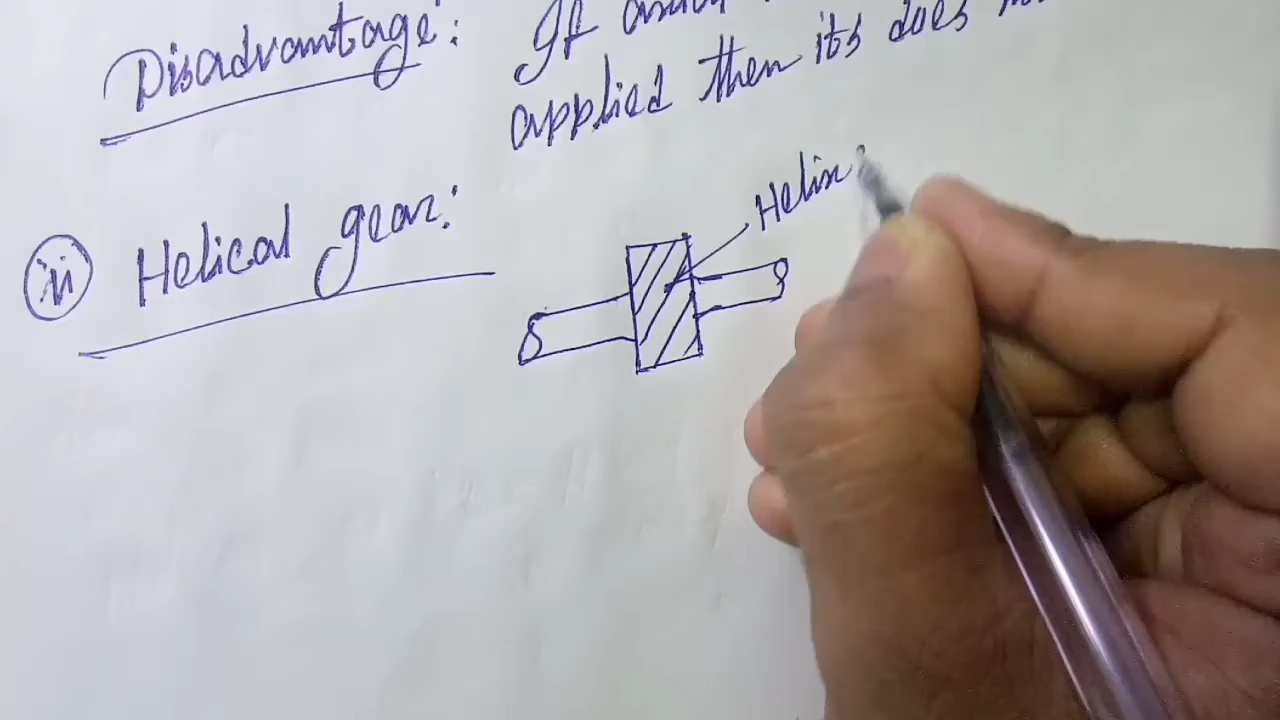 Disadvantage: If
applied then its does
(ii) Helical gear:
Helix